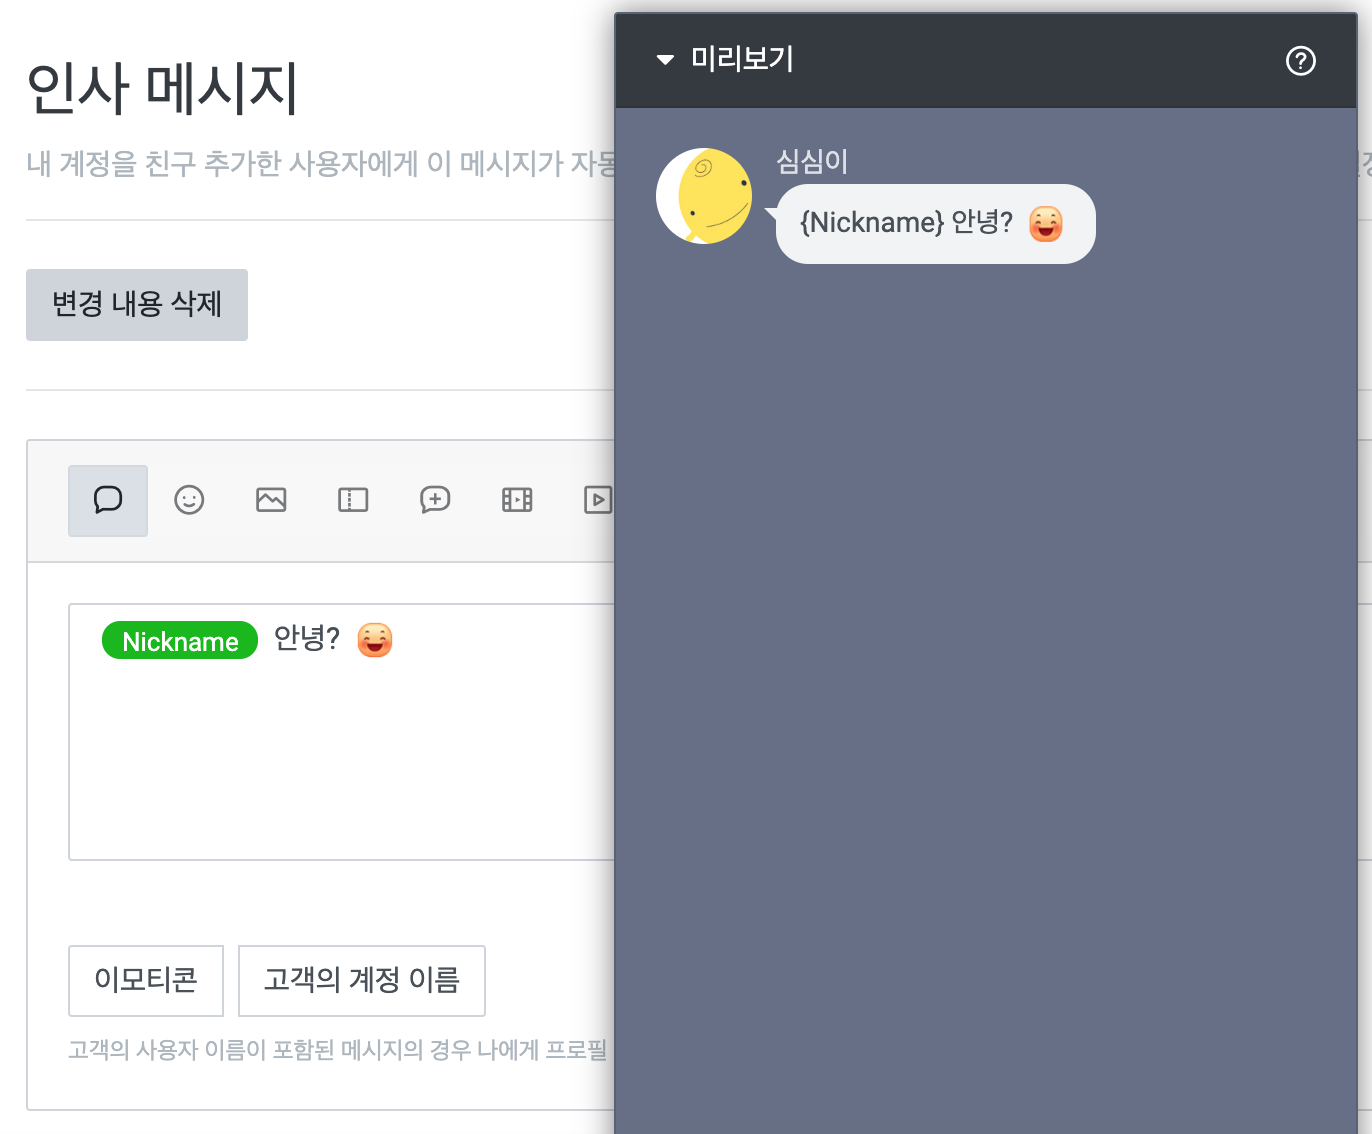 인사 메시지
내 계정을 친구 추가한 사용자에게 이 메시지가
변경 내용 삭제
Nickname 안녕?
이모티콘
고객의 계정 이름
고객의 사용자 이름이 포함된 메시지의 경우 나에게 프로필
미리보기
심심이
{Nickname} 안녕?